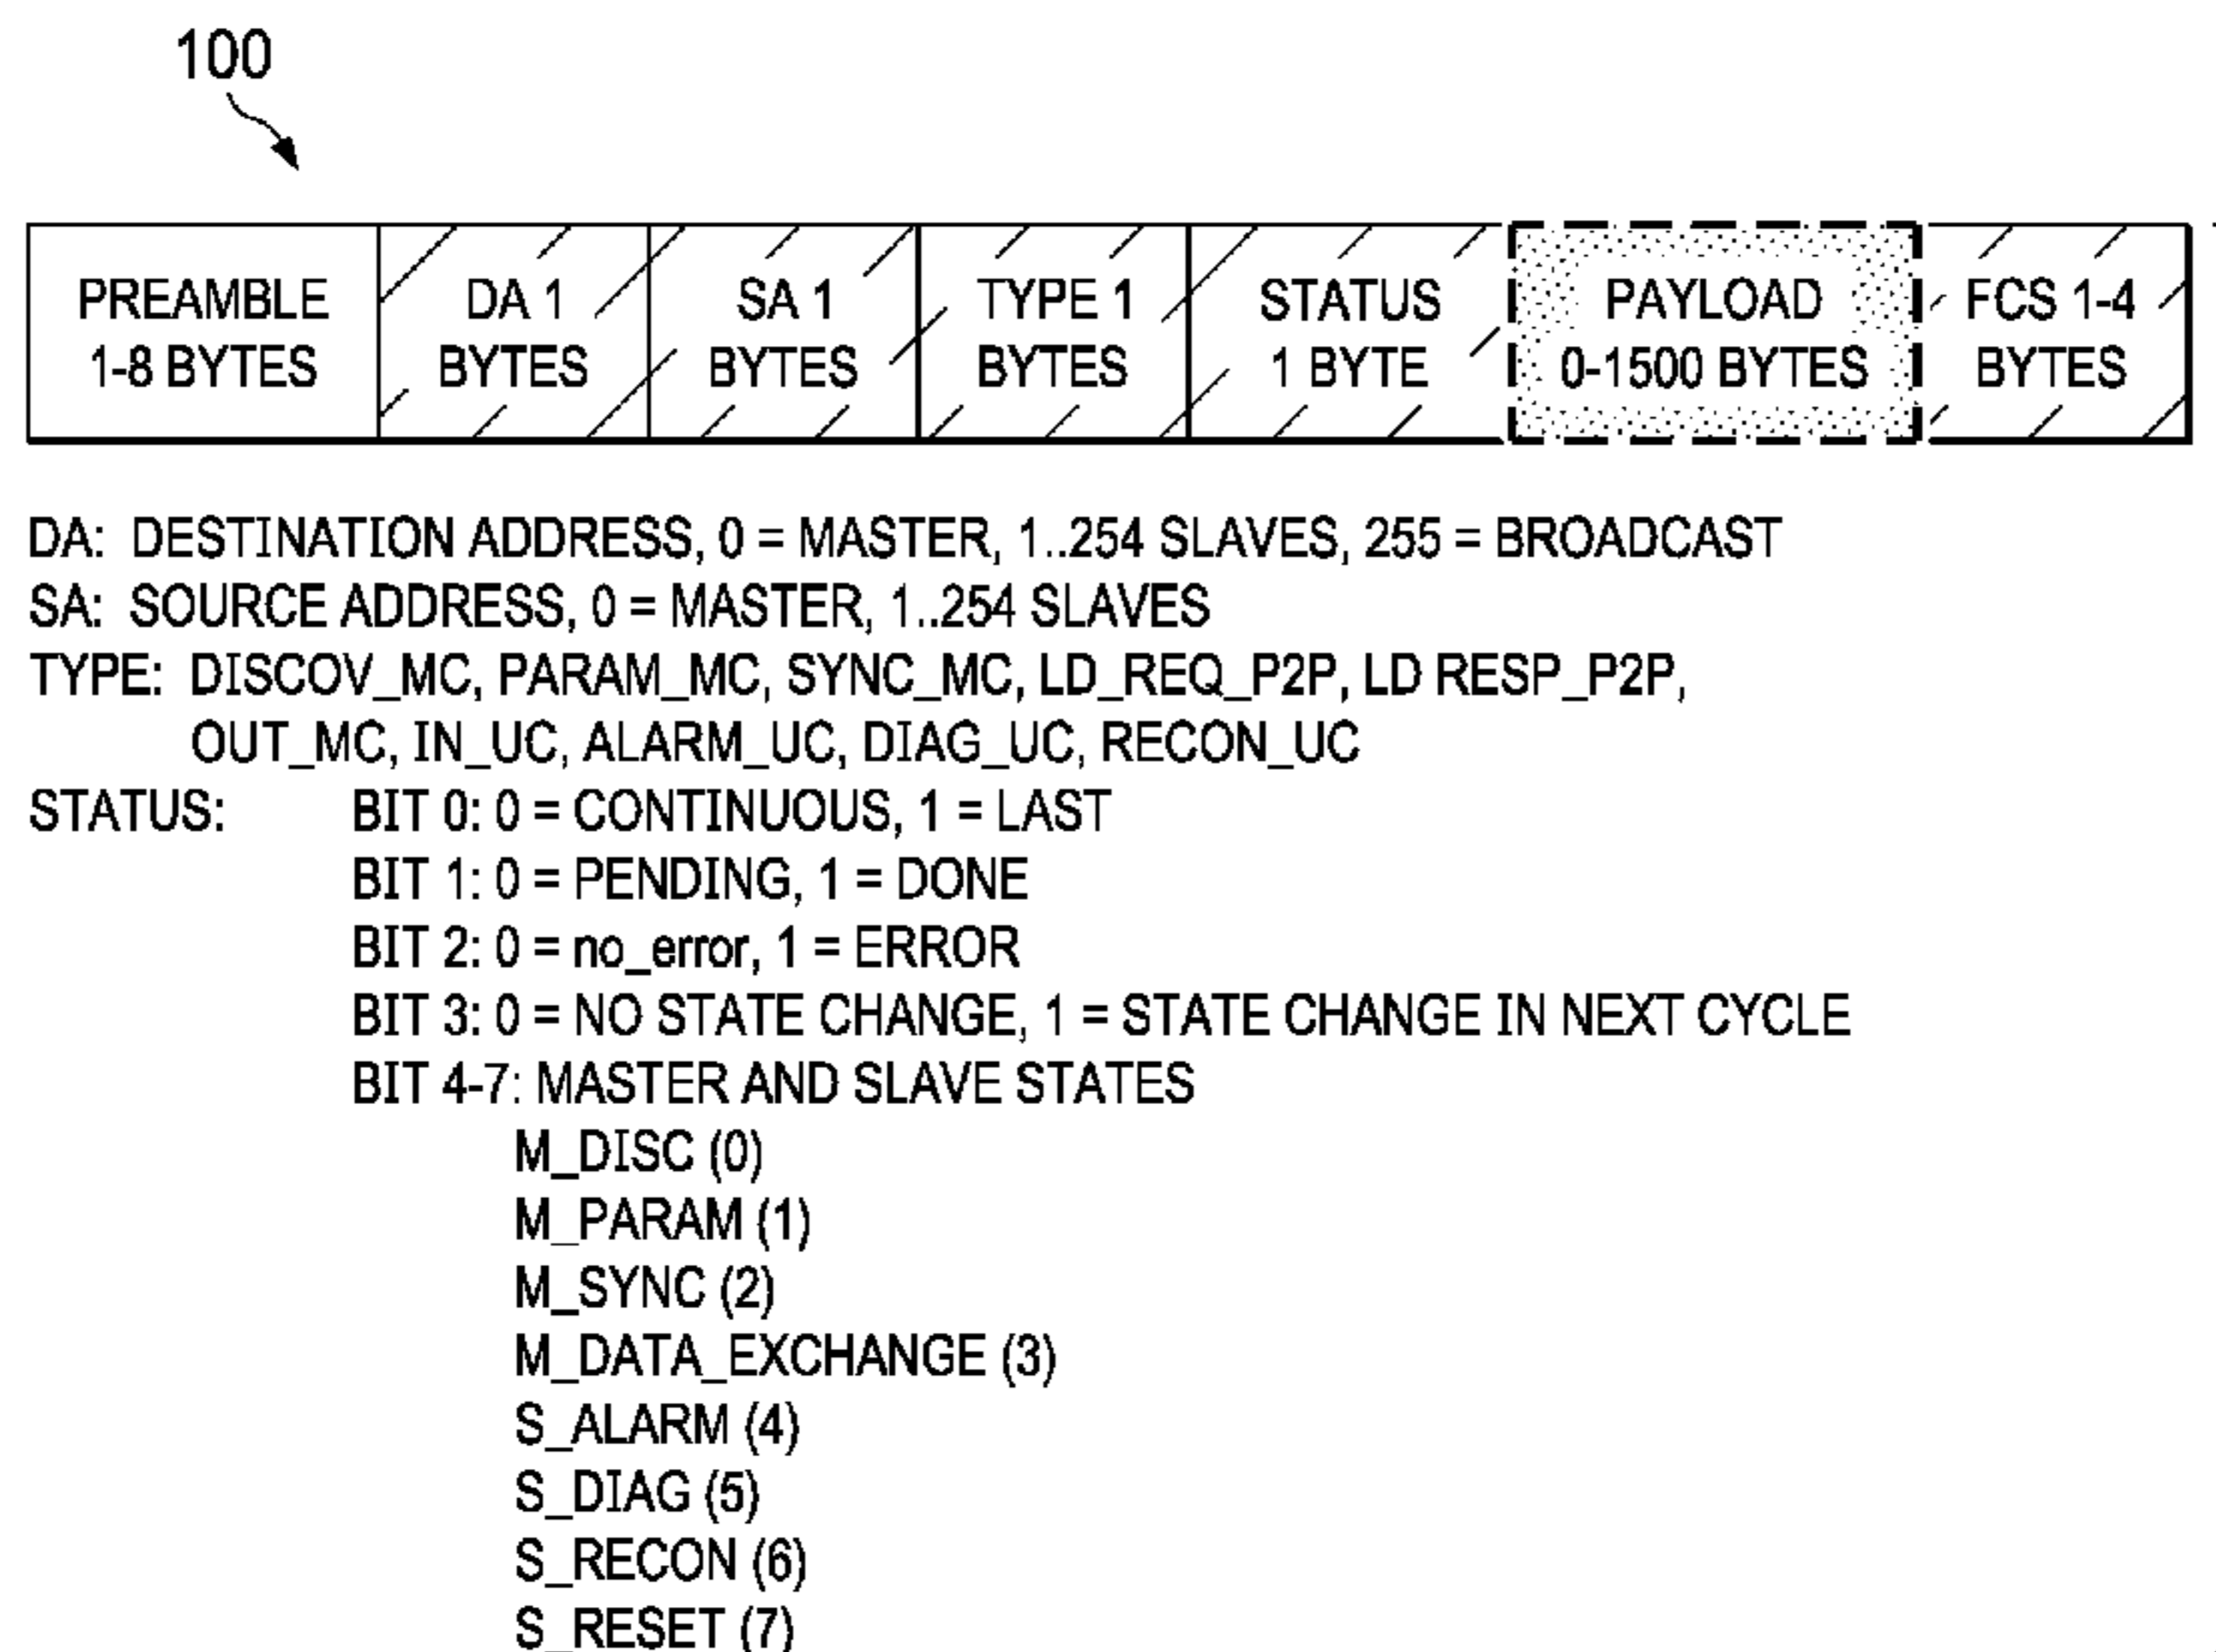 100
PREAMBLE 1-8 BYTES
DA 1 BYTES
SA 1 BYTES
TYPE 1 BYTES
STATUS 1 BYTE
PAYLOAD 0-1500 BYTES
FCS 1-4 BYTES
DA: DESTINATION ADDRESS, 0 = MASTER, 1..254 SLAVES, 255 = BROADCAST
SA: SOURCE ADDRESS, 0 = MASTER, 1..254 SLAVES
TYPE: DISCOV_MC, PARAM_MC, SYNC_MC, LD_REQ_P2P, LD RESP_P2P,
OUT_MC, IN_UC, ALARM_UC, DIAG_UC, RECON_UC
STATUS: BIT 0: 0 = CONTINUOUS, 1 = LAST
BIT 1: 0 = PENDING, 1 = DONE
BIT 2: 0 = no_error, 1 = ERROR
BIT 3: 0 = NO STATE CHANGE, 1 = STATE CHANGE IN NEXT CYCLE
BIT 4-7: MASTER AND SLAVE STATES
M_DISC (0)
M_PARAM (1)
M_SYNC (2)
M_DATA_EXCHANGE (3)
S_ALARM (4)
S_DIAG (5)
S_RECON (6)
S_RESET (7)